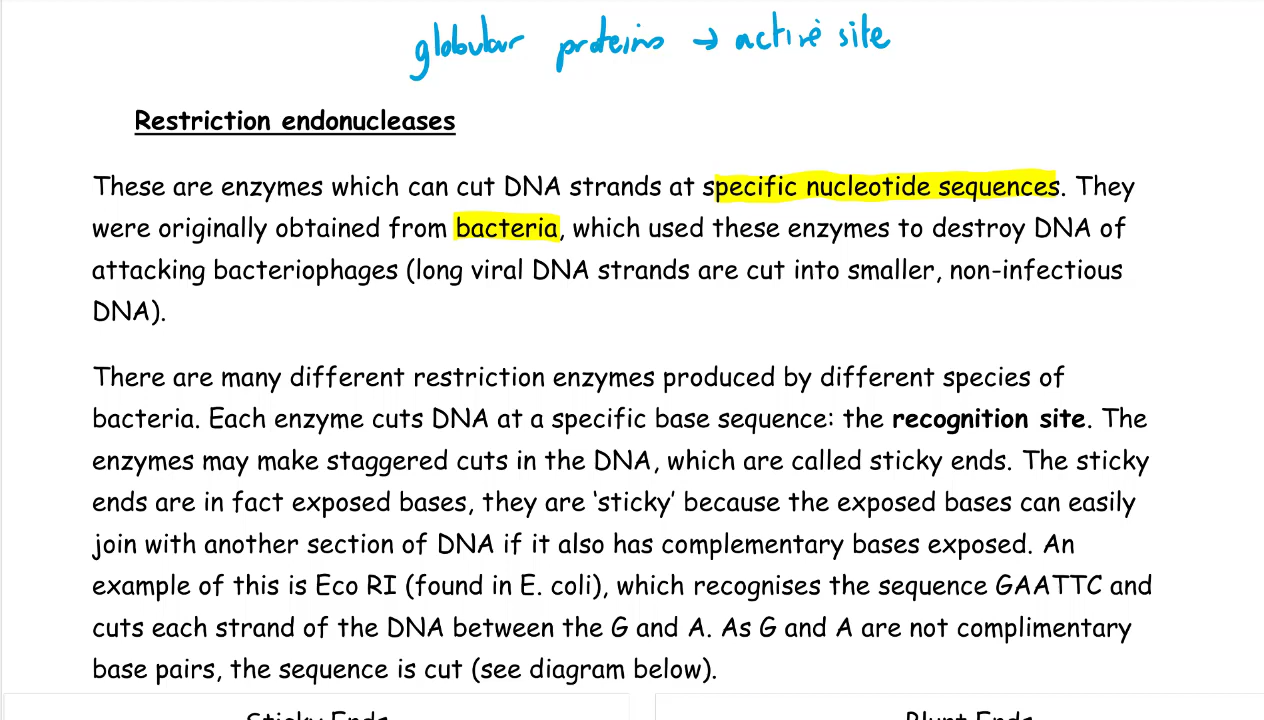 globular proteins → active site
Restriction endonucleases
These are enzymes which can cut DNA strands at specific nucleotide sequences. They
were originally obtained from bacteria, which used these enzymes to destroy DNA of
attacking bacteriophages (long viral DNA strands are cut into smaller, non-infectious
DNA).
There are many different restriction enzymes produced by different species of
bacteria. Each enzyme cuts DNA at a specific base sequence: the recognition site. The
enzymes may make staggered cuts in the DNA, which are called sticky ends. The sticky
ends are in fact exposed bases, they are ‘sticky’ because the exposed bases can easily
join with another section of DNA if it also has complementary bases exposed. An
example of this is Eco RI (found in E. coli), which recognises the sequence GAATTC and
cuts each strand of the DNA between the G and A. As G and A are not complimentary
base pairs, the sequence is cut (see diagram below).
Sticky Ends
Blunt Ends